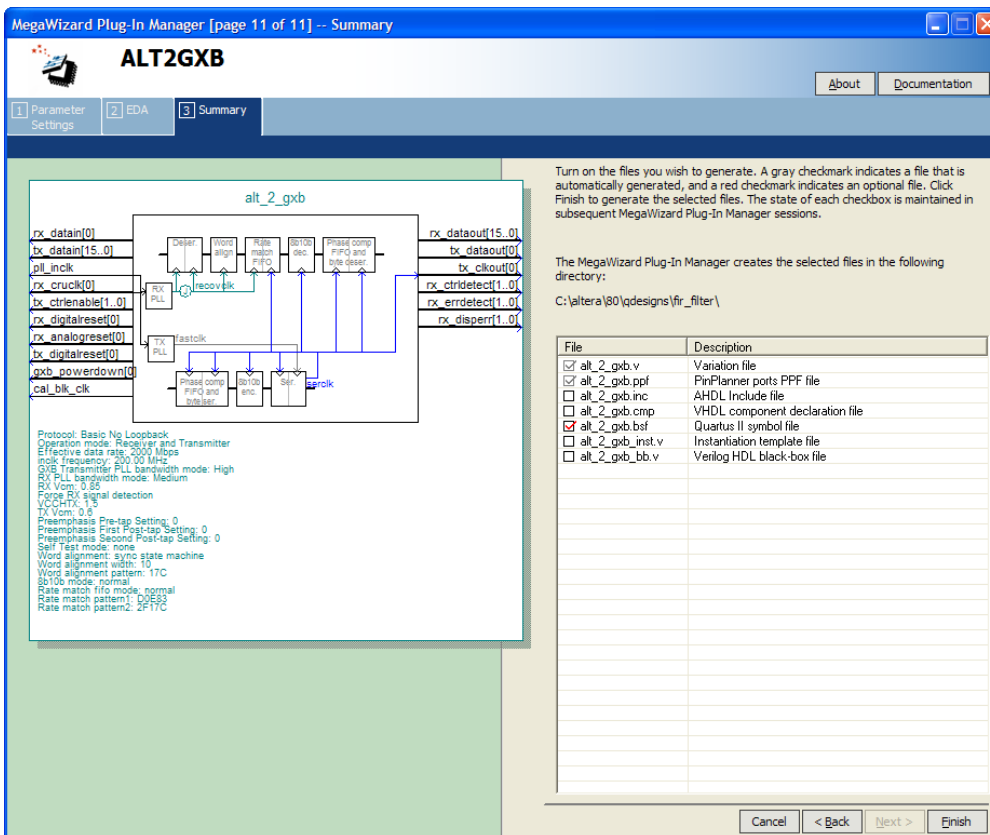 MegaWizard Plug-In Manager [page 11 of 11] -- Summary
ALT2GXB
About
Documentation
1 Parameter Settings
2 EDA
3 Summary
alt_2_gxb
rx_datain[0]
tx_datain[15..0]
pll_inclk
rx_cruclk[0]
tx_ctrlenable[1..0]
rx_digitalreset[0]
rx_analogreset[0]
tx_digitalreset[0]
gxb_powerdown[0]
cal_blk_clk
Deser.
Word align
Rate match FIFO
8b10b dec.
Phase comp FIFO and byte deser.
RX PLL
recovclk
TX PLL
fastclk
Phase comp FIFO and byte ser.
8b10b enc.
Ser.
serclk
rx_dataout[15..0]
tx_dataout[0]
tx_clkout[0]
rx_ctrldetect[1..0]
rx_errdetect[1..0]
rx_disperr[1..0]
Protocol: Basic No Loopback
Operation mode: Receiver and Transmitter
Effective data rate: 2000 Mbps
inclk frequency: 200.00 MHz
GXB Transmitter PLL bandwidth mode: High
RX PLL bandwidth mode: Medium
RX Vcm: 0.85
Force RX signal detection
VCCHTX: 1.5
TX Vcm: 0.6
Preemphasis Pre-tap Setting: 0
Preemphasis First Post-tap Setting: 0
Preemphasis Second Post-tap Setting: 0
Self Test mode: none
Word alignment: sync state machine
Word alignment width: 10
Word alignment pattern: 17C
8b10b mode: normal
Rate match fifo mode: normal
Rate match pattern1: D0E83
Rate match pattern2: 2F17C
Turn on the files you wish to generate. A gray checkmark indicates a file that is
automatically generated, and a red checkmark indicates an optional file. Click
Finish to generate the selected files. The state of each checkbox is maintained in
subsequent MegaWizard Plug-In Manager sessions.
The MegaWizard Plug-In Manager creates the selected files in the following
directory:
C:\altera\80\qdesigns\fir_filter\
File Description
alt_2_gxb.v Variation file
alt_2_gxb.ppf PinPlanner ports PPF file
alt_2_gxb.inc AHDL Include file
alt_2_gxb.cmp VHDL component declaration file
alt_2_gxb.bsf Quartus II symbol file
alt_2_gxb_inst.v Instantiation template file
alt_2_gxb_bb.v Verilog HDL black-box file
Cancel
< Back
Next >
Finish